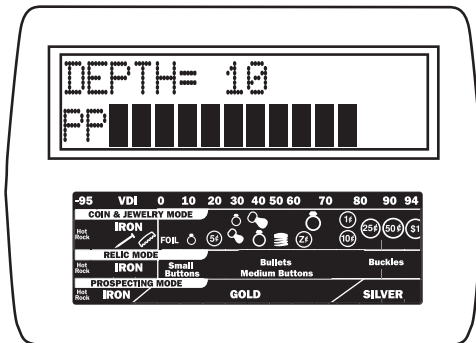 DEPTH= 10
PP
-95 VDI 0 10 20 30 40 50 60 70 80 90 94
COIN & JEWELRY MODE
Hot Rock IRON FOIL 5¢ Z¢ 1¢ 10¢ 25¢ 50¢ $1
RELIC MODE
Hot Rock IRON Small Buttons Bullets Medium Buttons Buckles
PROSPECTING MODE
Hot Rock IRON GOLD SILVER